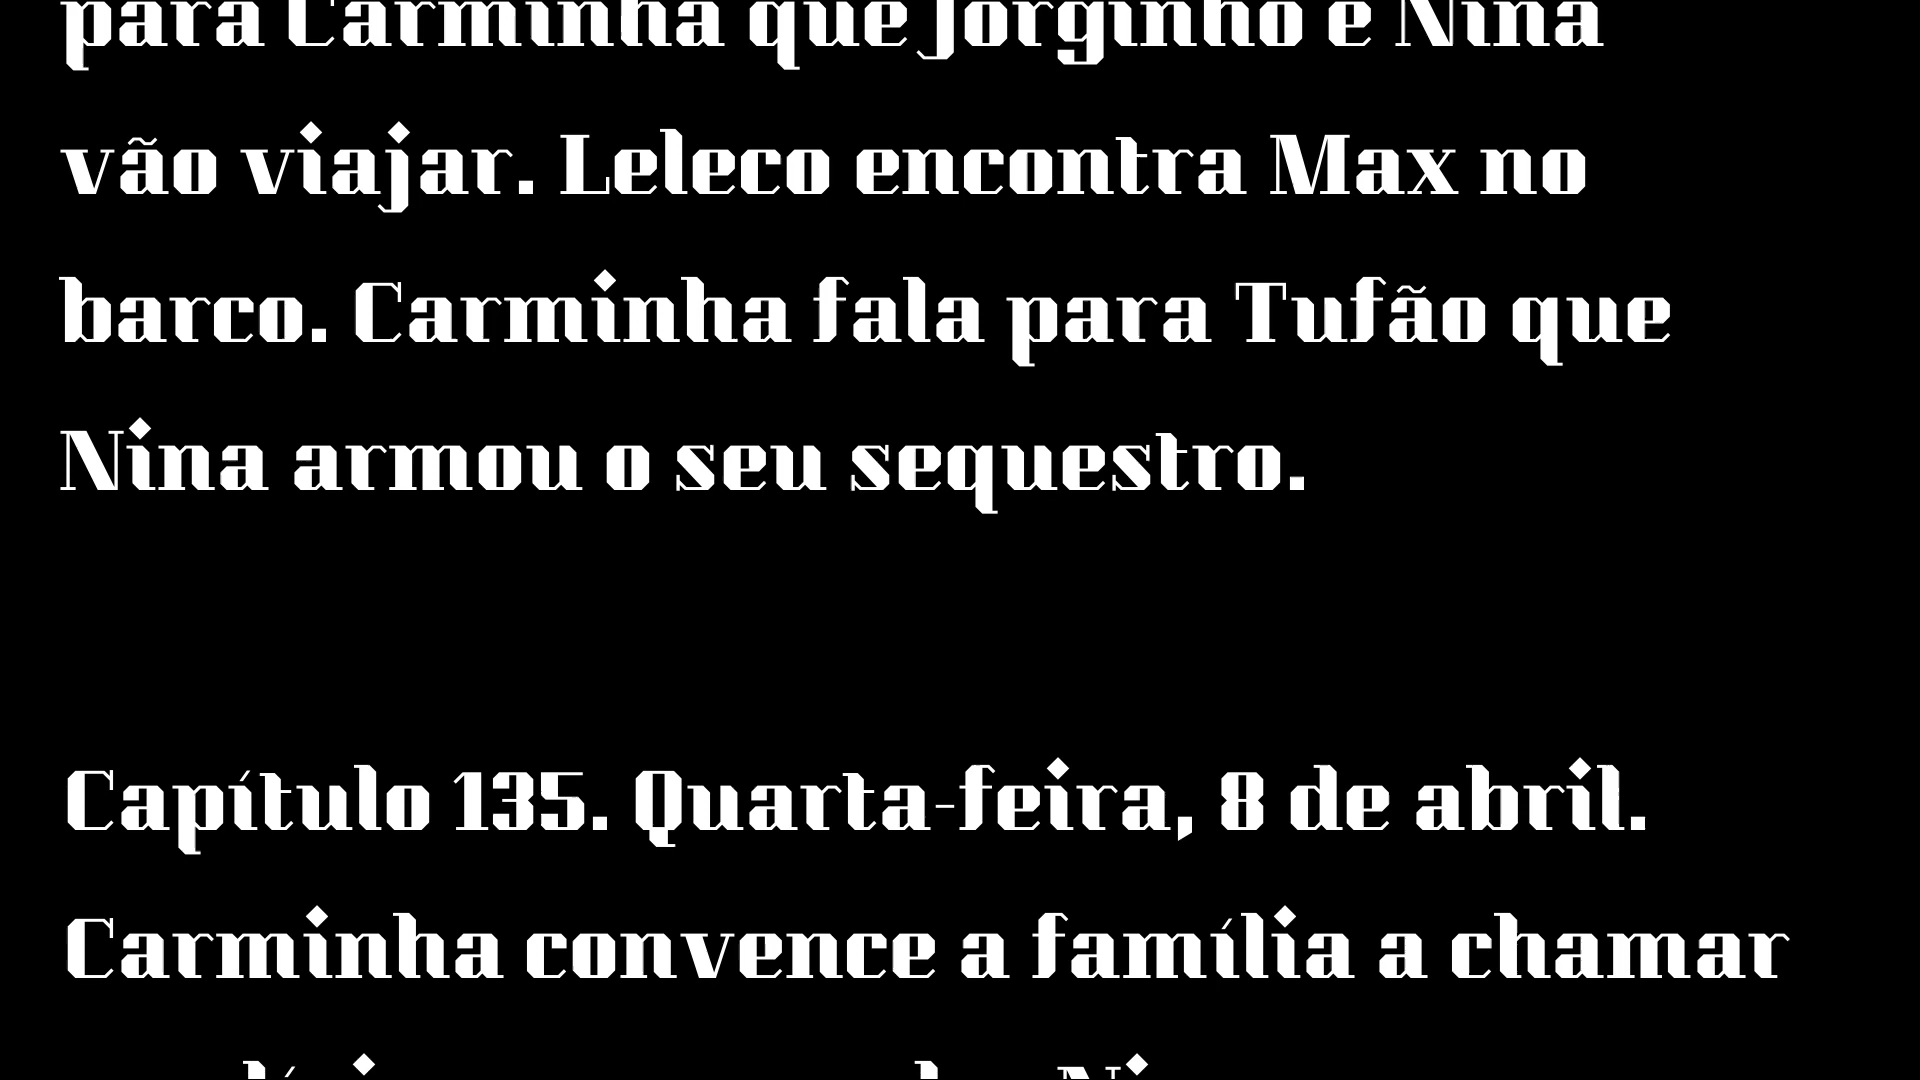 para Carminha que Jorginho e Nina
vão viajar. Leleco encontra Max no
barco. Carminha fala para Tufão que
Nina armou o seu sequestro.
Capítulo 135. Quarta-feira, 8 de abril.
Carminha convence a família a chamar